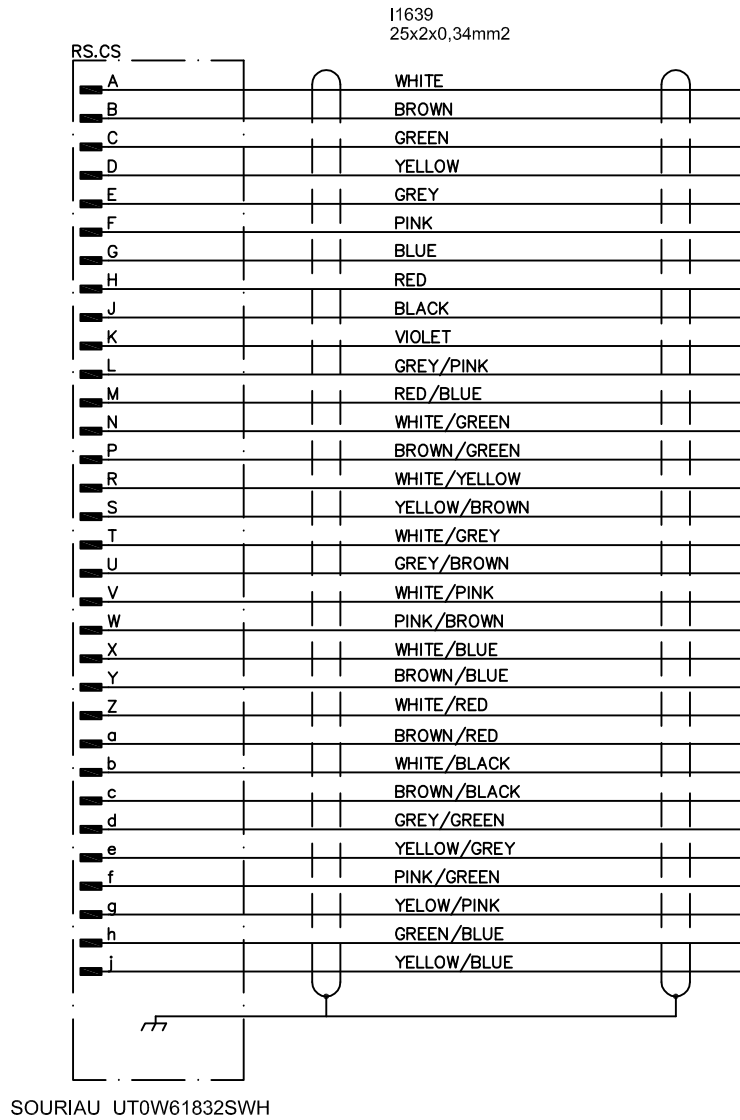 I1639
25x2x0,34mm2
RS.CS
A WHITE
B BROWN
C GREEN
D YELLOW
E GREY
F PINK
G BLUE
H RED
J BLACK
K VIOLET
L GREY/PINK
M RED/BLUE
N WHITE/GREEN
P BROWN/GREEN
R WHITE/YELLOW
S YELLOW/BROWN
T WHITE/GREY
U GREY/BROWN
V WHITE/PINK
W PINK/BROWN
X WHITE/BLUE
Y BROWN/BLUE
Z WHITE/RED
a BROWN/RED
b WHITE/BLACK
c BROWN/BLACK
d GREY/GREEN
e YELLOW/GREY
f PINK/GREEN
g YELOW/PINK
h GREEN/BLUE
j YELLOW/BLUE
SOURIAU UT0W61832SWH